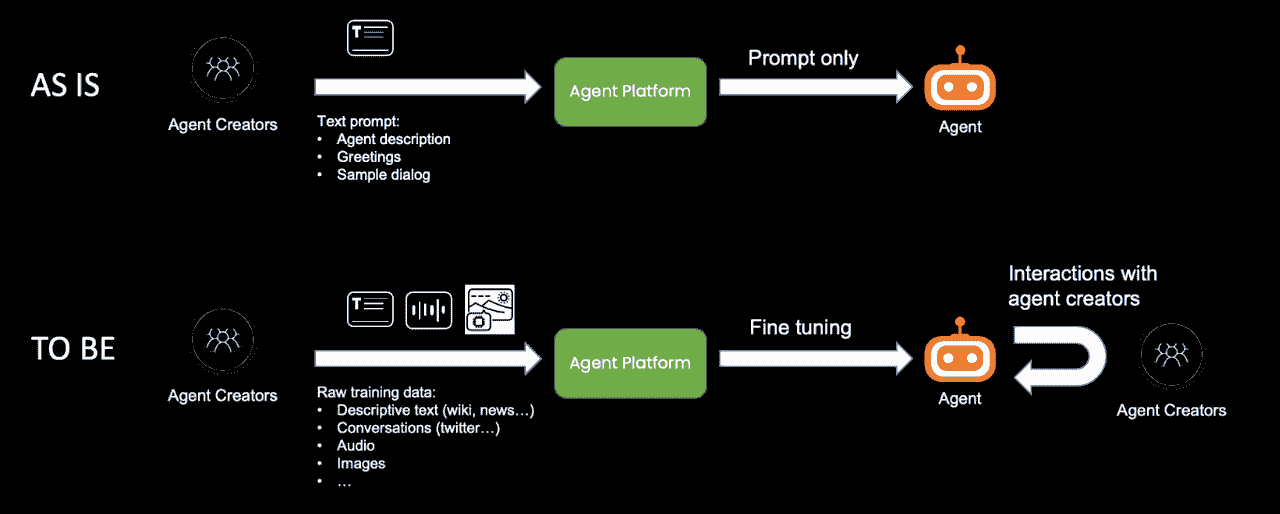 AS IS
Agent Creators
T
Text prompt:
• Agent description
• Greetings
• Sample dialog
Agent Platform
Prompt only
Agent
TO BE
Agent Creators
T
Raw training data:
• Descriptive text (wiki, news…)
• Conversations (twitter…)
• Audio
• Images
• …
Agent Platform
Fine tuning
Agent
Interactions with
agent creators
Agent Creators